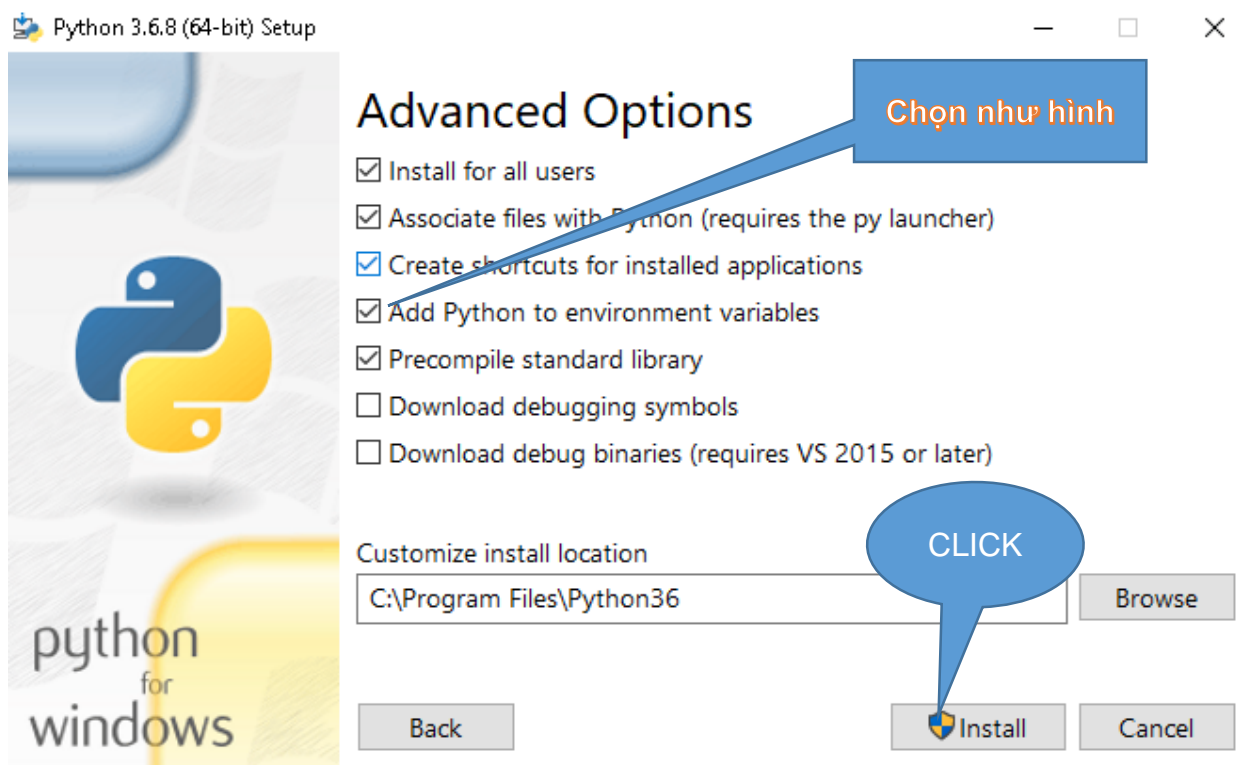 Python 3.6.8 (64-bit) Setup
Advanced Options
Chọn như hình
Install for all users
Associate files with Python (requires the py launcher)
Create shortcuts for installed applications
Add Python to environment variables
Precompile standard library
Download debugging symbols
Download debug binaries (requires VS 2015 or later)
CLICK
Customize install location
C:\Program Files\Python36
Browse
python
for
windows
Back
Install
Cancel